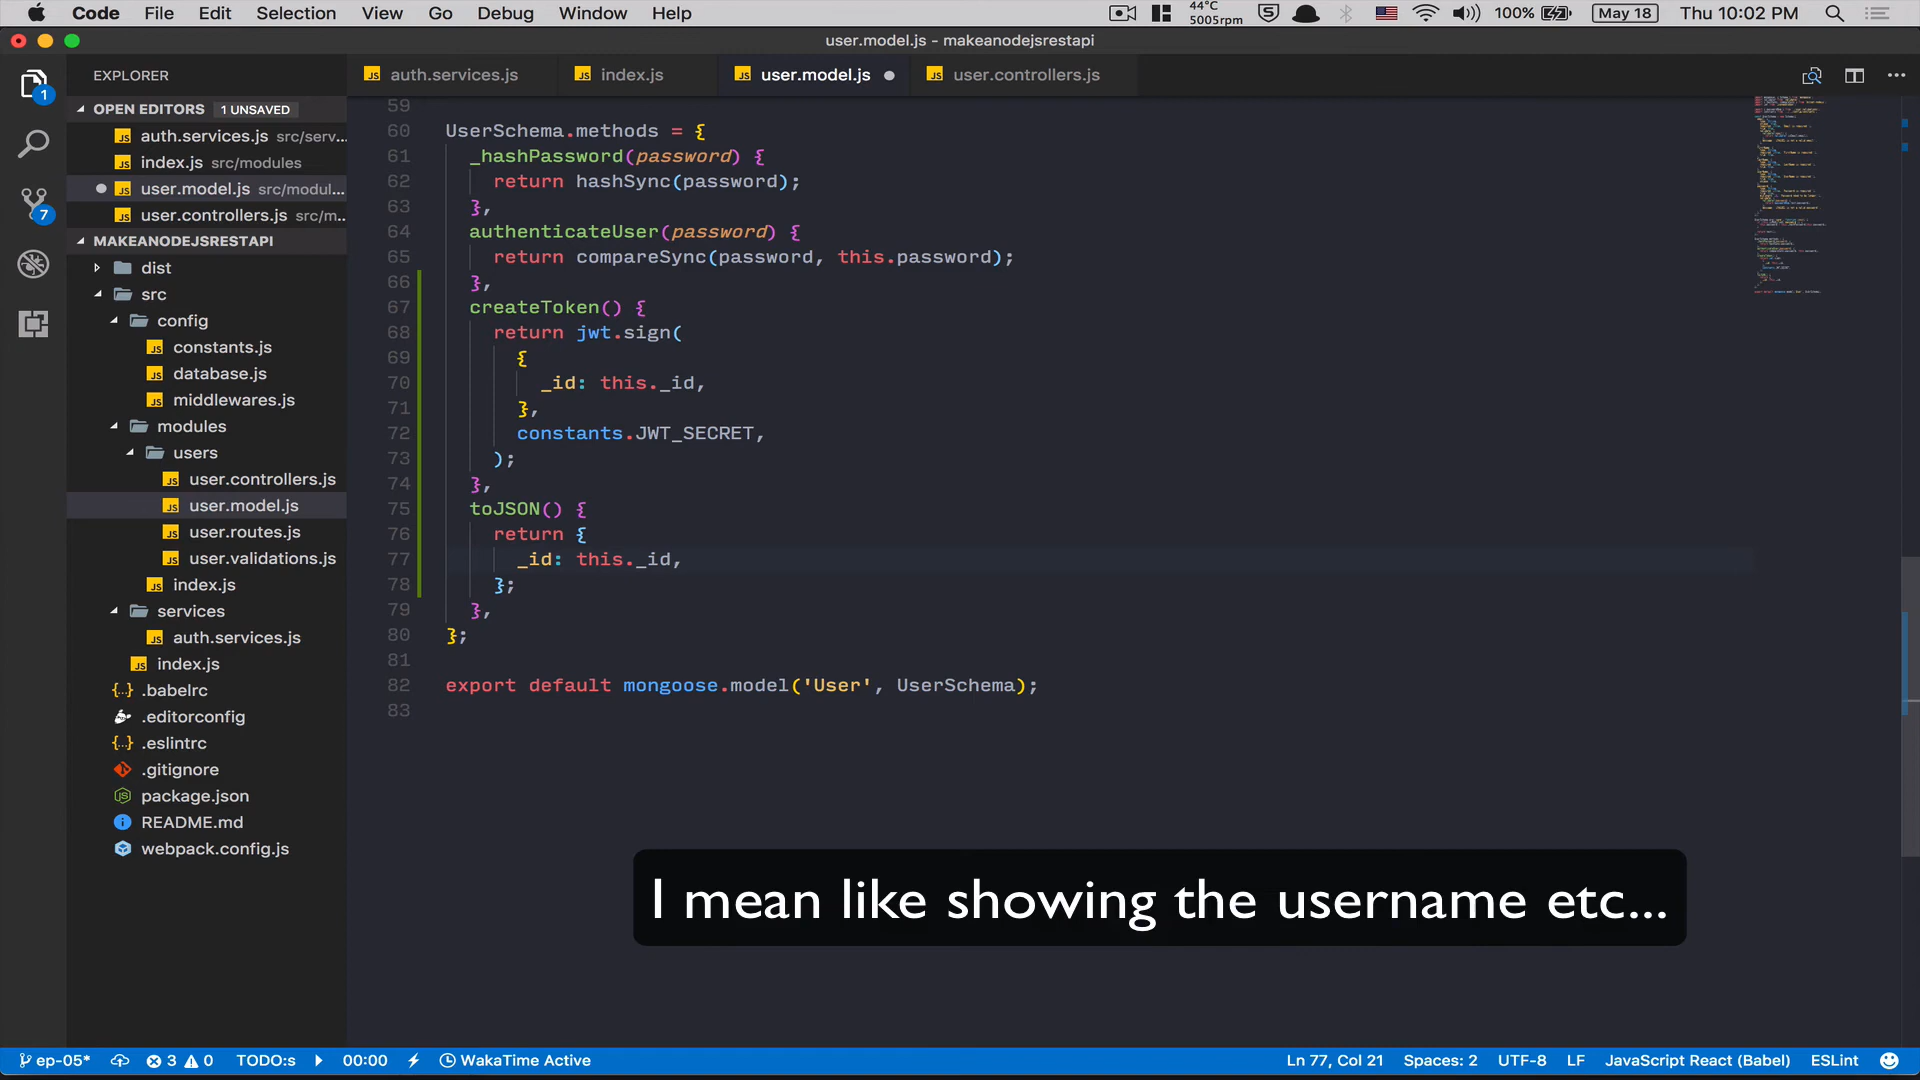 Code File Edit Selection View Go Debug Window Help 44°C 5005rpm 100% May 18 Thu 10:02 PM
user.model.js - makeanodejsrestapi
EXPLORER
OPEN EDITORS 1 UNSAVED
auth.services.js src/serv...
index.js src/modules
user.model.js src/modul...
user.controllers.js src/m...
MAKEANODEJSRESTAPI
dist
src
config
constants.js
database.js
middlewares.js
modules
users
user.controllers.js
user.model.js
user.routes.js
user.validations.js
index.js
services
auth.services.js
index.js
.babelrc
.editorconfig
.eslintrc
.gitignore
package.json
README.md
webpack.config.js
1
7
auth.services.js index.js user.model.js user.controllers.js
59
60 UserSchema.methods = {
61 _hashPassword(password) {
62 return hashSync(password);
63 },
64 authenticateUser(password) {
65 return compareSync(password, this.password);
66 },
67 createToken() {
68 return jwt.sign(
69 {
70 _id: this._id,
71 },
72 constants.JWT_SECRET,
73 );
74 },
75 toJSON() {
76 return {
77 _id: this._id,
78 };
79 },
80 };
81
82 export default mongoose.model('User', UserSchema);
83
I mean like showing the username etc...
ep-05* 3 0 TODO:s 00:00 WakaTime Active Ln 77, Col 21 Spaces: 2 UTF-8 LF JavaScript React (Babel) ESLint